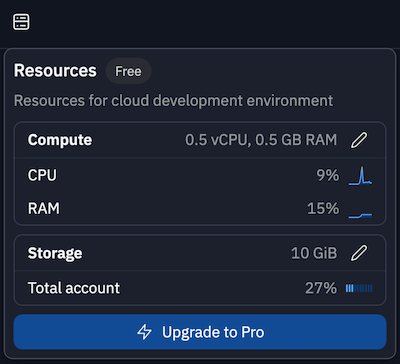 Resources Free
Resources for cloud development environment
Compute 0.5 vCPU, 0.5 GB RAM
CPU 9%
RAM 15%
Storage 10 GiB
Total account 27%
Upgrade to Pro